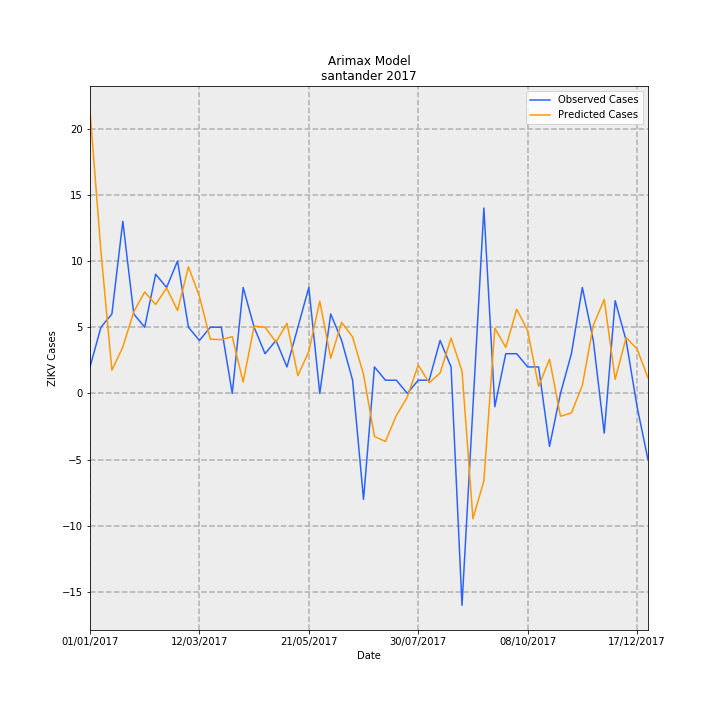 Arimax Model
santander 2017
Observed Cases
Predicted Cases
ZIKV Cases
20
15
10
5
0
−5
−10
−15
01/01/2017 12/03/2017 21/05/2017 30/07/2017 08/10/2017 17/12/2017
Date